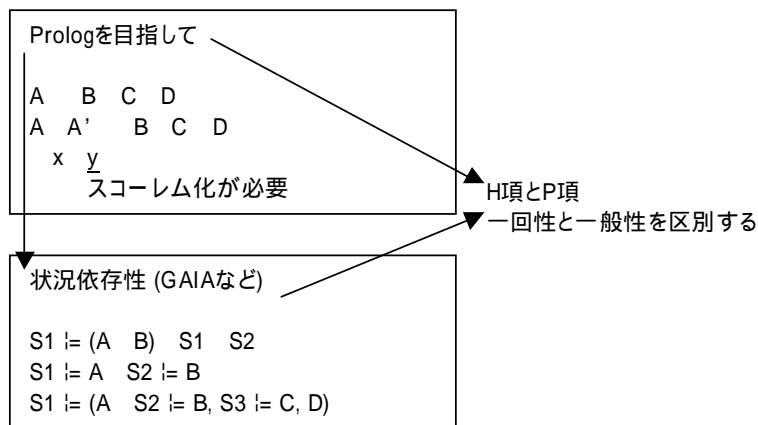 Prologを目指して
A B C D
A A' B C D
x y
スコーレム化が必要
H項とP項
一回性と一般性を区別する
状況依存性 (GAIAなど)
S1 ¦= (A B) S1 S2
S1 ¦= A S2 ¦= B
S1 ¦= (A S2 ¦= B, S3 ¦= C, D)